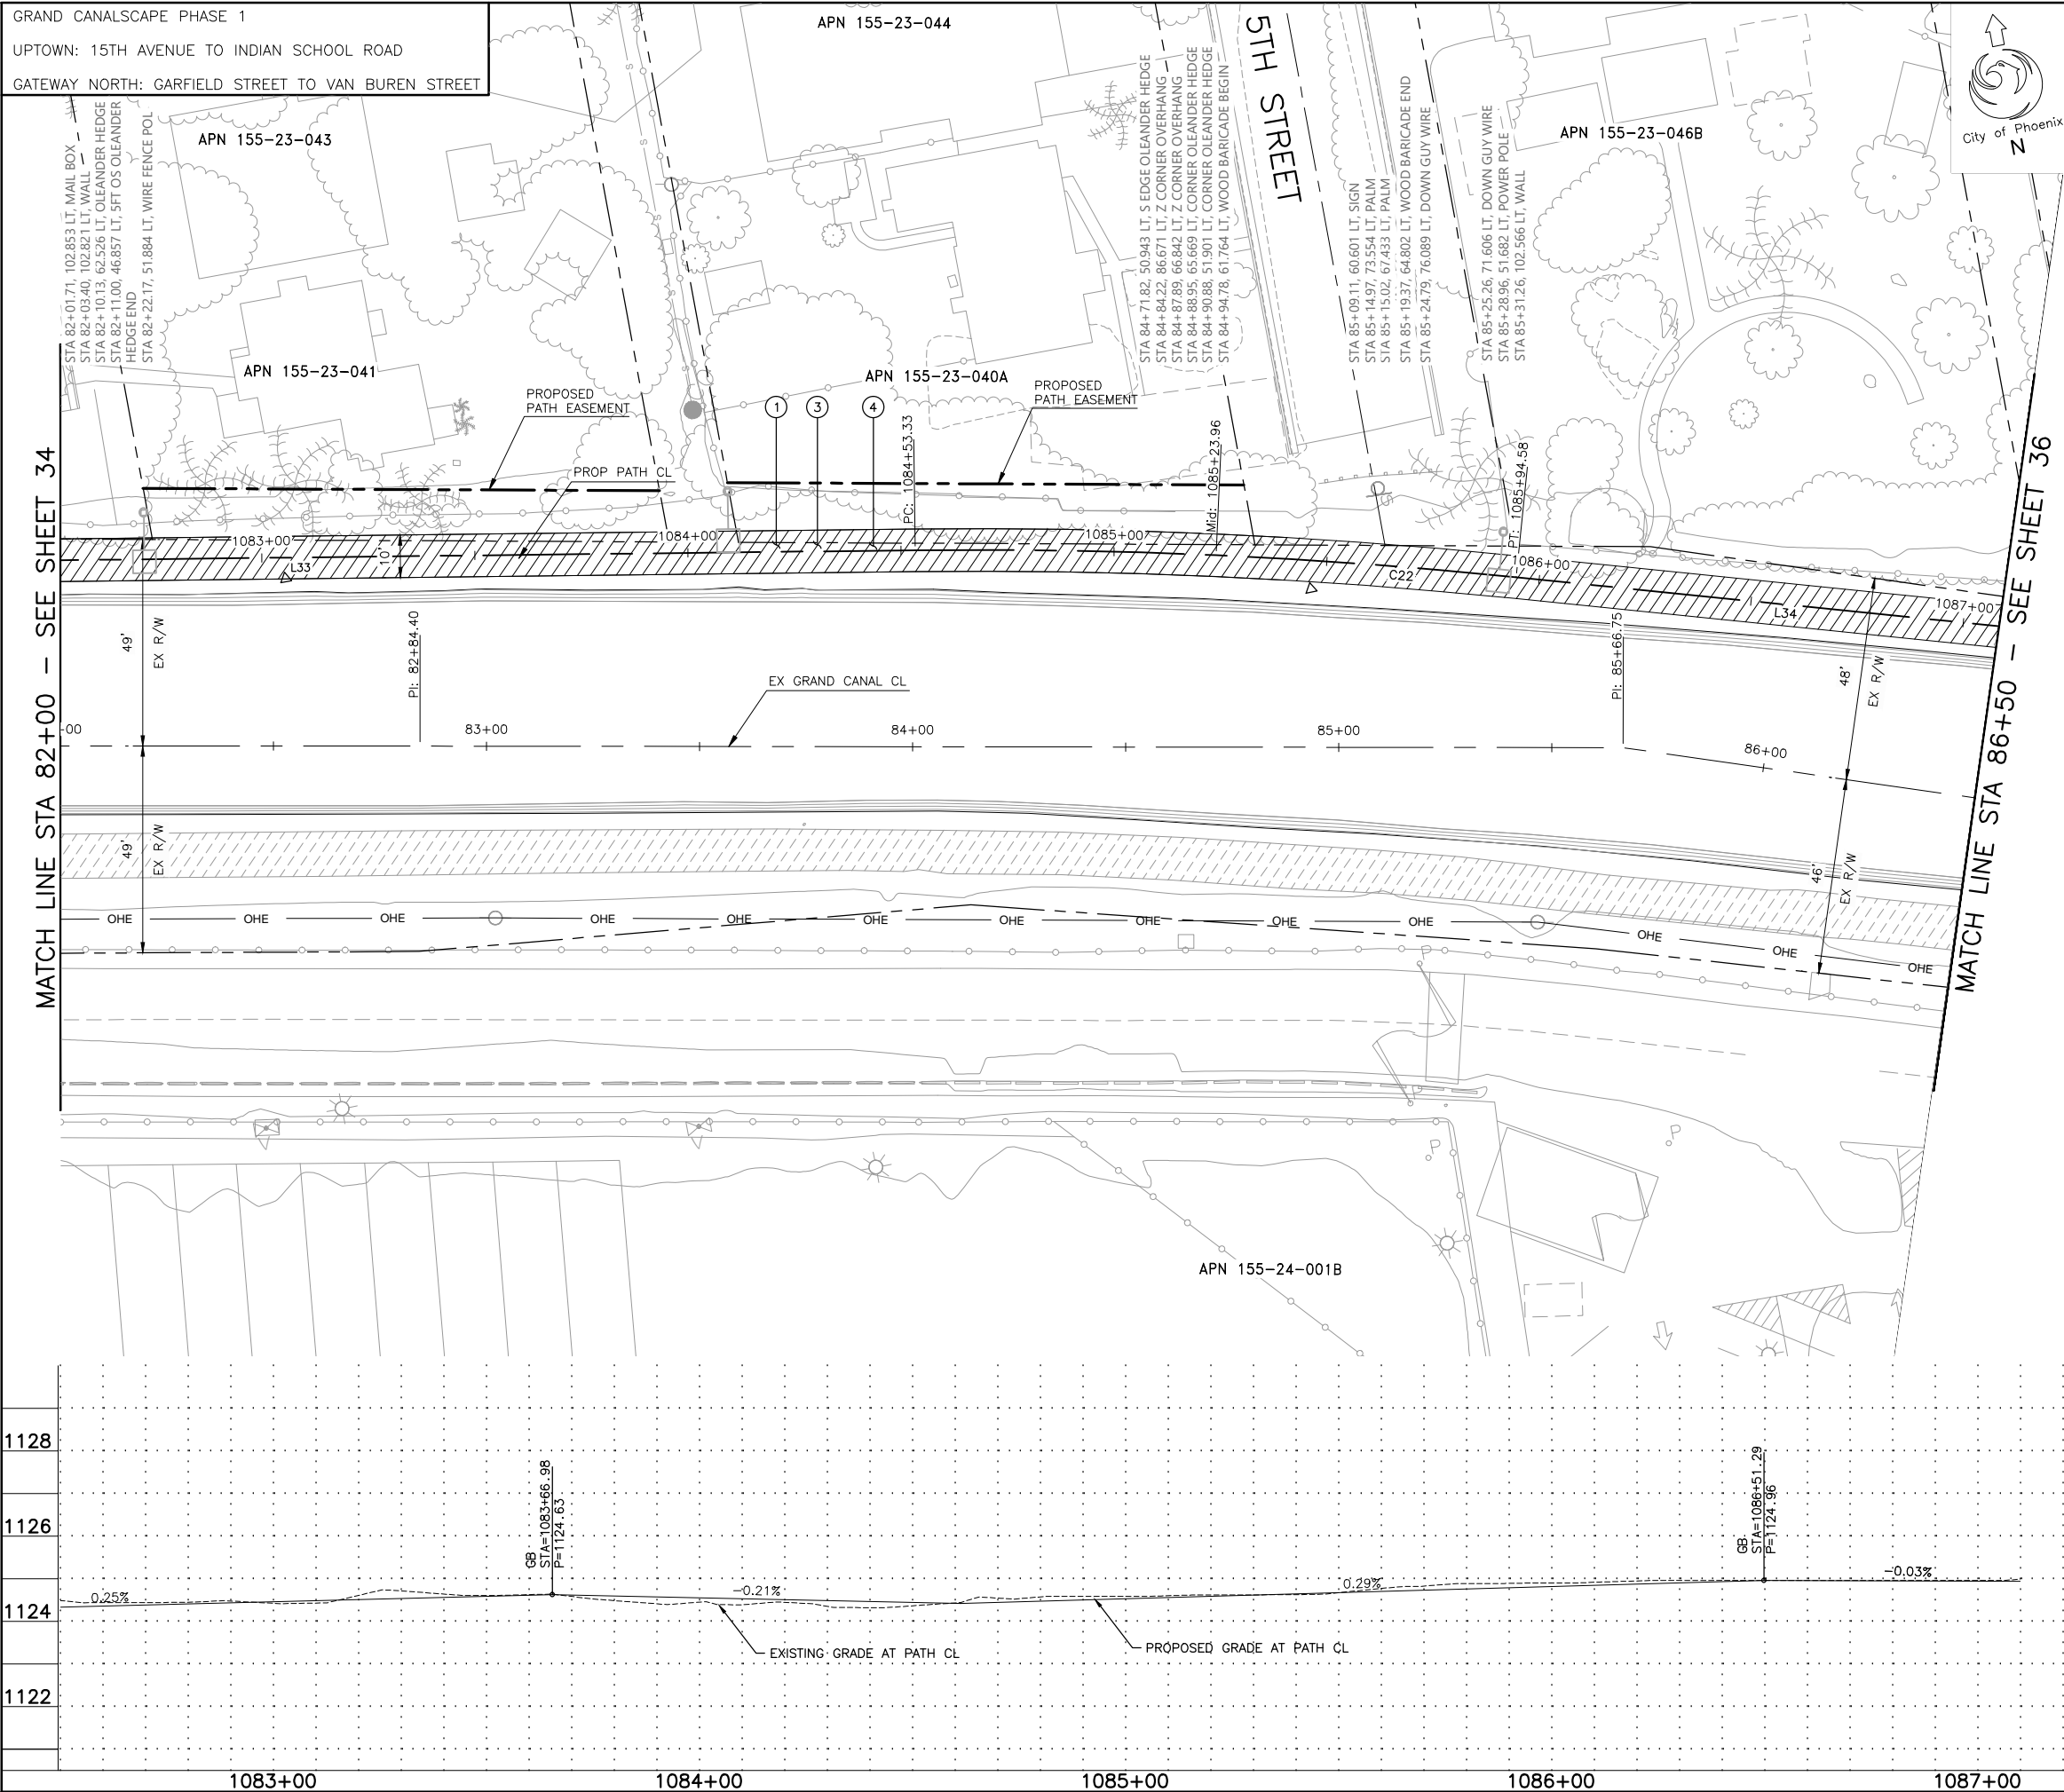 GRAND CANALSCAPE PHASE 1
UPTOWN: 15TH AVENUE TO INDIAN SCHOOL ROAD
GATEWAY NORTH: GARFIELD STREET TO VAN BUREN STREET
APN 155-23-044
5TH STREET
City of Phoenix
N
APN 155-23-043
APN 155-23-046B
STA 82+01.71, 102.853 LT, MAIL BOX
STA 82+03.40, 102.821 LT, WALL
STA 82+10.13, 62.526 LT, OLEANDER HEDGE
STA 82+11.00, 46.857 LT, 5FT OS OLEANDER
HEDGE END
STA 82+22.17, 51.884 LT, WIRE FENCE POL
STA 84+71.82, 50.943 LT, S EDGE OLEANDER HEDGE
STA 84+84.22, 86.671 LT, Z CORNER OVERHANG
STA 84+87.89, 66.842 LT, Z CORNER OVERHANG
STA 84+88.95, 65.669 LT, CORNER OLEANDER HEDGE
STA 84+90.88, 51.901 LT, CORNER OLEANDER HEDGE
STA 84+94.78, 61.764 LT, WOOD BARICADE BEGIN
STA 85+09.11, 60.601 LT, SIGN
STA 85+14.97, 73.554 LT, PALM
STA 85+15.02, 67.433 LT, PALM
STA 85+19.37, 64.802 LT, WOOD BARICADE END
STA 85+24.79, 76.089 LT, DOWN GUY WIRE
STA 85+25.26, 71.606 LT, DOWN GUY WIRE
STA 85+28.96, 51.682 LT, POWER POLE
STA 85+31.26, 102.566 LT, WALL
APN 155-23-041
APN 155-23-040A
PROPOSED
PATH EASEMENT
PROPOSED
PATH EASEMENT
1
3
4
PROP PATH CL
PC: 1084+53.33
Mid: 1085+23.96
PT: 1085+94.58
1083+00
1084+00
1085+00
1086+00
1087+00
L33
10'
C22
L34
MATCH LINE STA 82+00 - SEE SHEET 34
MATCH LINE STA 86+50 - SEE SHEET 36
49'
EX R/W
PI: 82+84.40
PI: 85+66.75
48'
EX R/W
EX GRAND CANAL CL
00
83+00
84+00
85+00
86+00
49'
EX R/W
46'
EX R/W
OHE OHE OHE OHE OHE OHE OHE OHE OHE OHE OHE OHE OHE
P
P
P
P
APN 155-24-001B
1128
1126
1124
1122
GB
STA=1083+66.98
P=1124.63
GB
STA=1086+51.29
P=1124.96
0.25%
-0.21%
0.29%
-0.03%
EXISTING GRADE AT PATH CL
PROPOSED GRADE AT PATH CL
1083+00
1084+00
1085+00
1086+00
1087+00